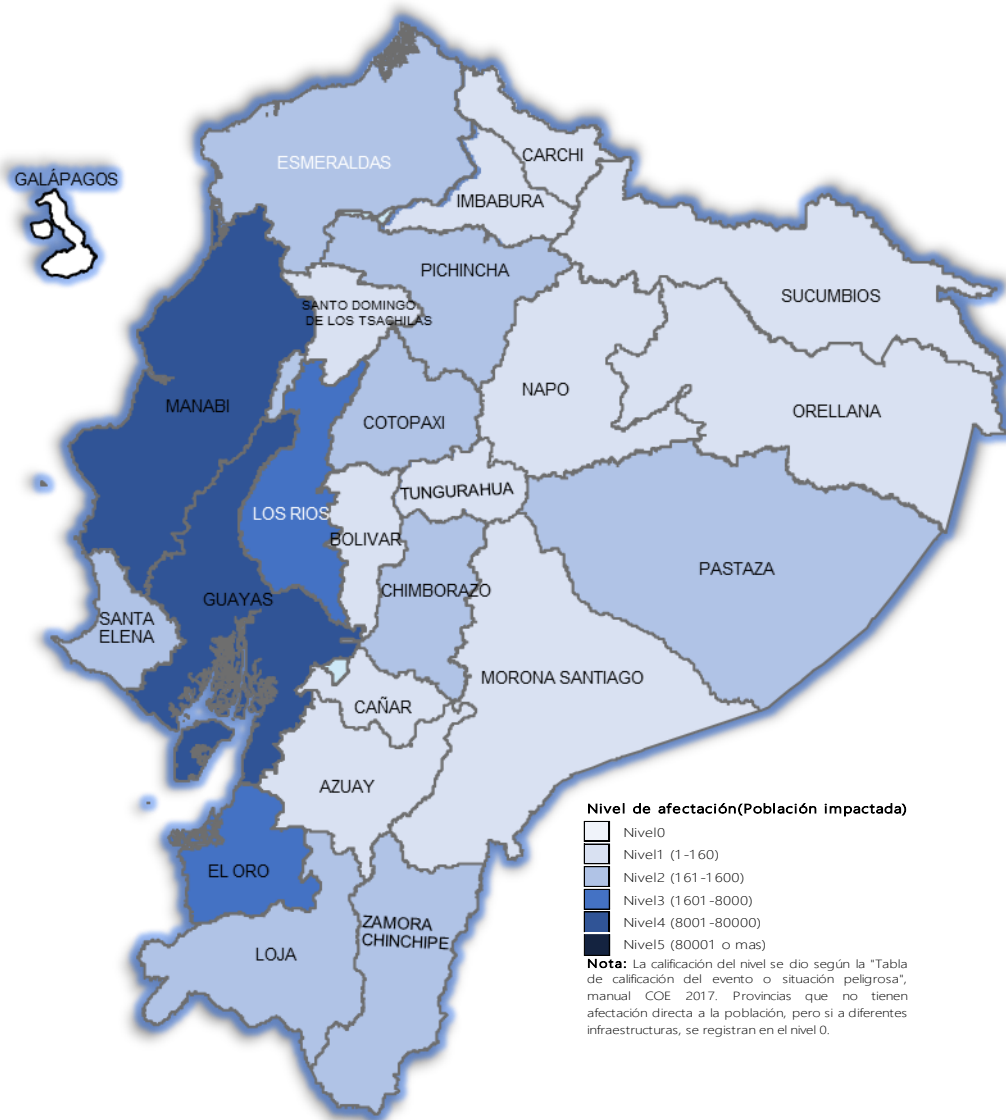 ESMERALDAS
CARCHI
GALÁPAGOS
IMBABURA
PICHINCHA
SUCUMBIOS
SANTO DOMINGO
DE LOS TSACHILAS
NAPO
MANABI
ORELLANA
COTOPAXI
TUNGURAHUA
LOS RIOS
BOLIVAR
PASTAZA
CHIMBORAZO
GUAYAS
SANTA
ELENA
MORONA SANTIAGO
CAÑAR
AZUAY
EL ORO
ZAMORA
CHINCHIPE
LOJA
Nivel de afectación(Población impactada)
Nivel0
Nivel1 (1-160)
Nivel2 (161-1600)
Nivel3 (1601-8000)
Nivel4 (8001-80000)
Nivel5 (80001 o mas)
Nota: La calificación del nivel se dio según la "Tabla
de calificación del evento o situación peligrosa",
manual COE 2017. Provincias que no tienen
afectación directa a la población, pero si a diferentes
infraestructuras, se registran en el nivel 0.